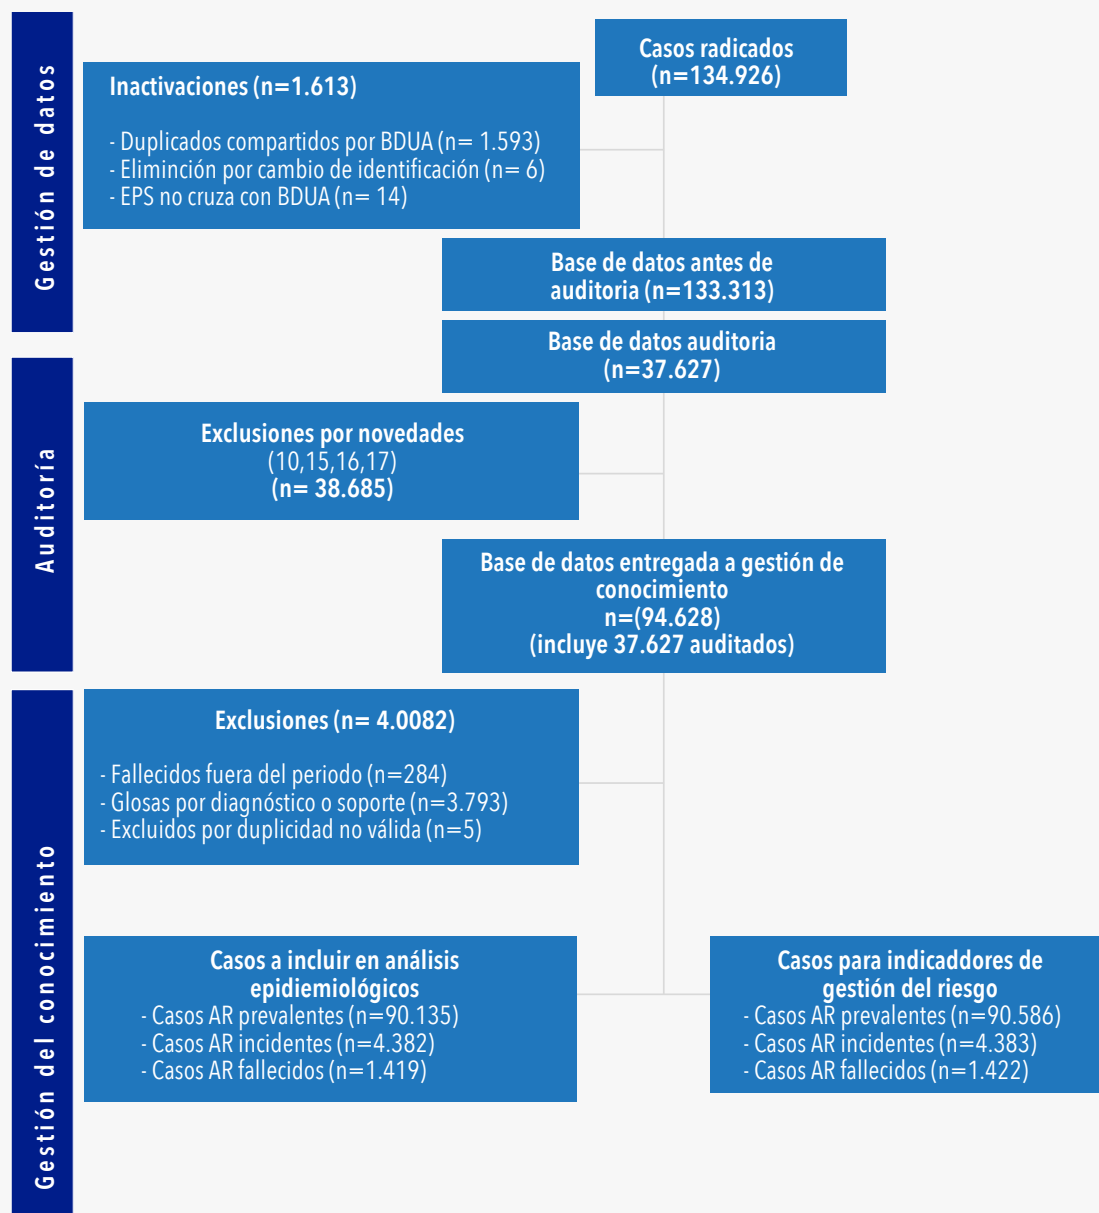 Gestión de datos
Casos radicados
(n=134.926)
Inactivaciones (n=1.613)
- Duplicados compartidos por BDUA (n= 1.593)
- Eliminción por cambio de identificación (n= 6)
- EPS no cruza con BDUA (n= 14)
Base de datos antes de
auditoria (n=133.313)
Base de datos auditoria
(n=37.627)
Auditoría
Exclusiones por novedades
(10,15,16,17)
(n= 38.685)
Base de datos entregada a gestión de
conocimiento
n=(94.628)
(incluye 37.627 auditados)
Gestión del conocimiento
Exclusiones (n= 4.0082)
- Fallecidos fuera del periodo (n=284)
- Glosas por diagnóstico o soporte (n=3.793)
- Excluidos por duplicidad no válida (n=5)
Casos a incluir en análisis
epidemiológicos
- Casos AR prevalentes (n=90.135)
- Casos AR incidentes (n=4.382)
- Casos AR fallecidos (n=1.419)
Casos para indicaddores de
gestión del riesgo
- Casos AR prevalentes (n=90.586)
- Casos AR incidentes (n=4.383)
- Casos AR fallecidos (n=1.422)